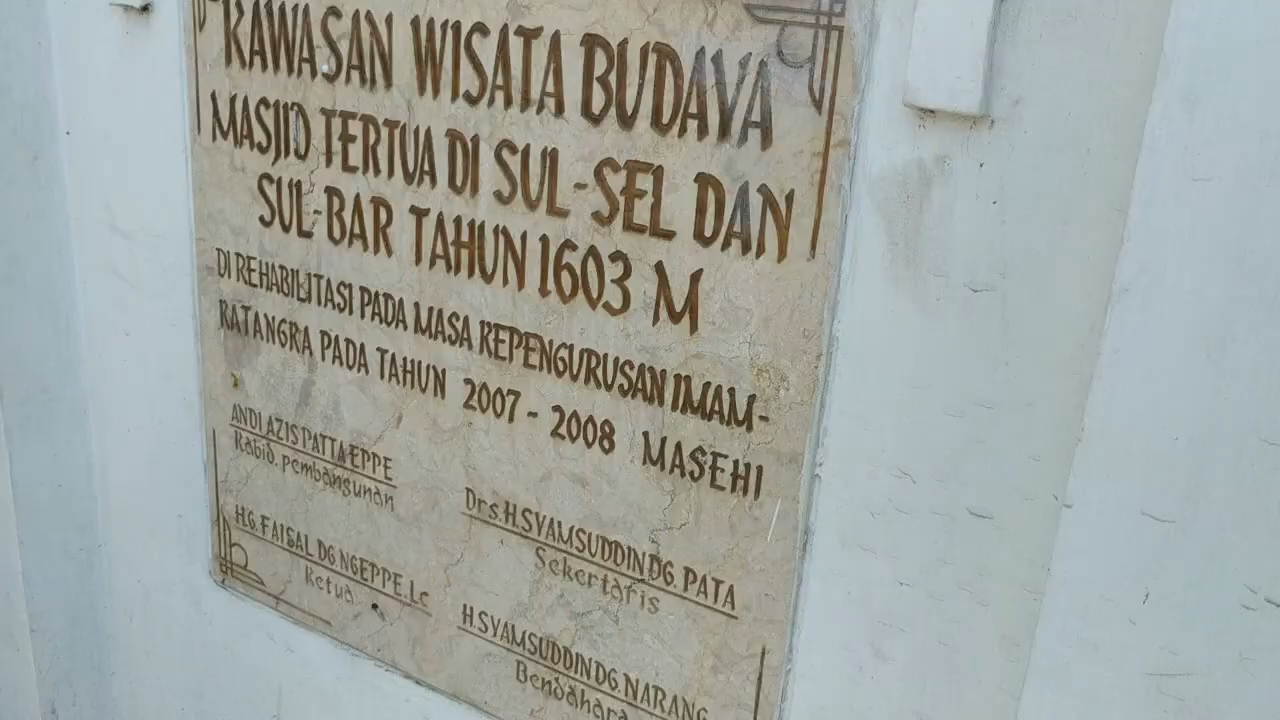 KAWASAN WISATA BUDAYA
MASJID TERTUA DI SUL-SEL DAN
SUL-BAR TAHUN 1603 M
DI REHABILITASI PADA MASA KEPENGURUSAN IMAM-
KATANGKA PADA TAHUN 2007 - 2008 MASEHI
ANDI AZIS PATTA EPPE
Kabid. pembangunan
Drs. H. SYAMSUDDIN DG. PATA
Sekertaris
H.G. FAISAL DG NGEPPE. Lc
Ketua
H. SYAMSUDDIN DG. NARANG
Bendahara